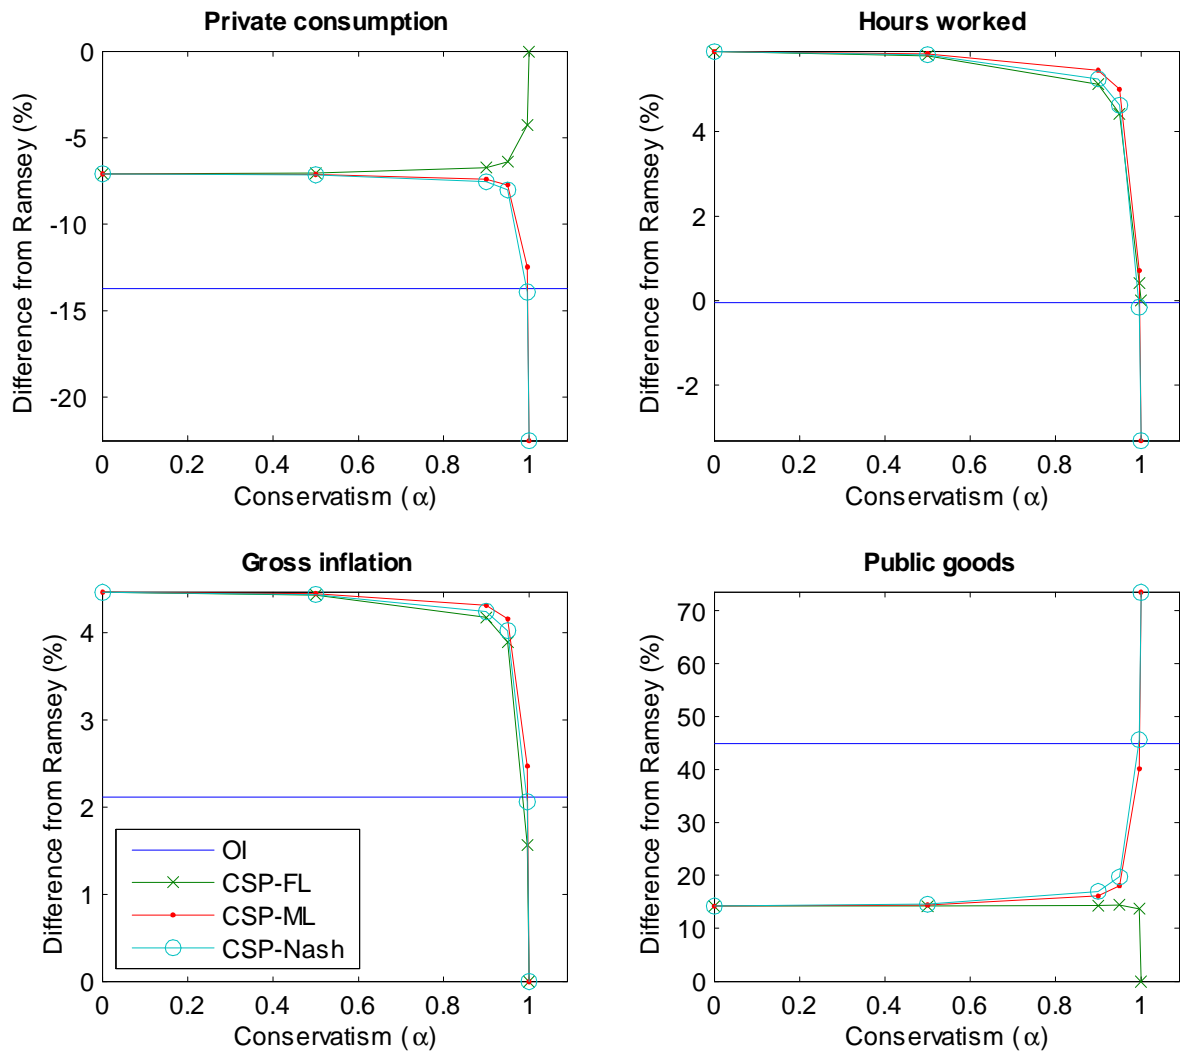 Private consumption
Difference from Ramsey (%)
0
-5
-10
-15
-20
0
0.2
0.4
0.6
0.8
1
Conservatism (α)
Hours worked
Difference from Ramsey (%)
4
2
0
-2
0
0.2
0.4
0.6
0.8
1
Conservatism (α)
Gross inflation
Difference from Ramsey (%)
4
3
2
1
0
OI
CSP-FL
CSP-ML
CSP-Nash
0
0.2
0.4
0.6
0.8
1
Conservatism (α)
Public goods
Difference from Ramsey (%)
70
60
50
40
30
20
10
0
0
0.2
0.4
0.6
0.8
1
Conservatism (α)